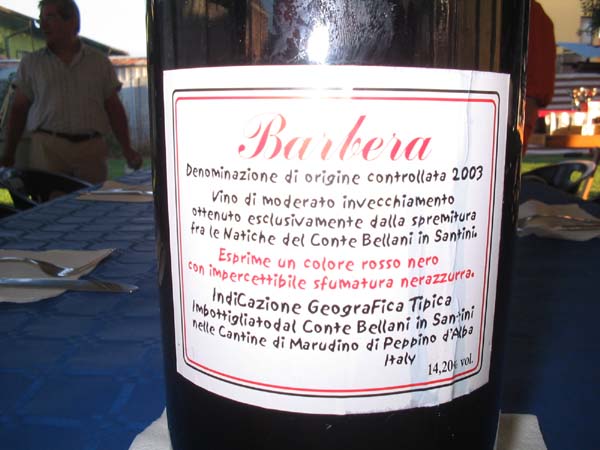 Barbera
Denominazione di origine controllata 2003
Vino di moderato invecchiamento
ottenuto esclusivamente dalla spremitura
fra le Natiche del Conte Bellani in Santini.
Esprime un colore rosso nero
con impercettibile sfumatura nerazzurra.
IndiCazione GeograFica Tipica
Imbottigliato dal Conte Bellani in Santini
nelle Cantine di Marudino di Peppino d'Alba
Italy
14,20% vol.